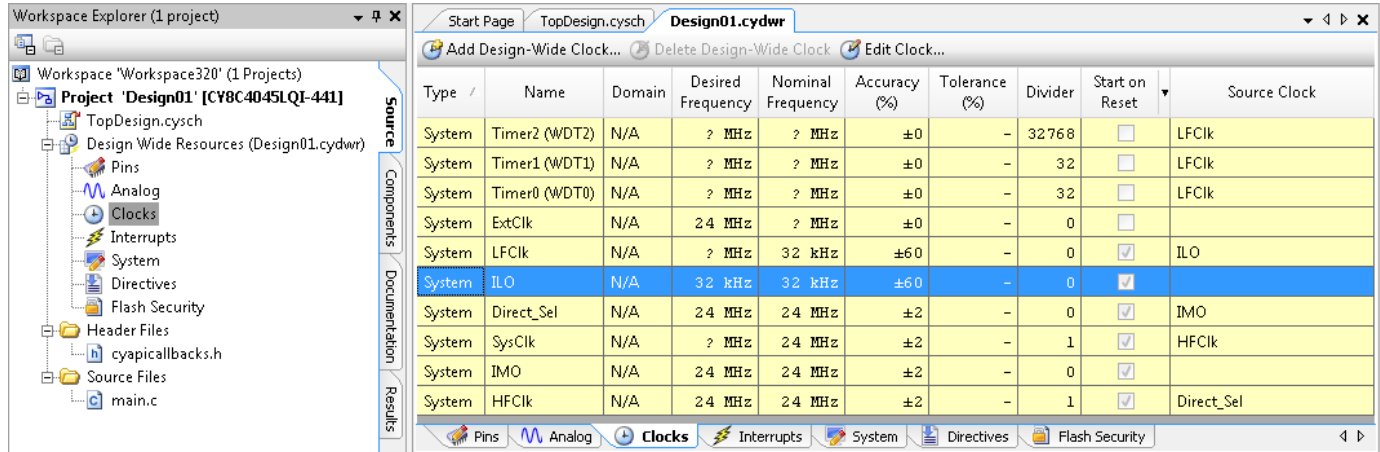 Workspace Explorer (1 project)
Workspace 'Workspace320' (1 Projects)
Project 'Design01' [CY8C4045LQI-441]
TopDesign.cysch
Design Wide Resources (Design01.cydwr)
Pins
Analog
Clocks
Interrupts
System
Directives
Flash Security
Header Files
cyapicallbacks.h
Source Files
main.c
Source
Components
Documentation
Results
Start Page TopDesign.cysch Design01.cydwr
Add Design-Wide Clock... Delete Design-Wide Clock Edit Clock...
Type Name Domain Desired Frequency Nominal Frequency Accuracy (%) Tolerance (%) Divider Start on Reset Source Clock
System Timer2 (WDT2) N/A ? MHz ? MHz ±0 - 32768 LFClk
System Timer1 (WDT1) N/A ? MHz ? MHz ±0 - 32 LFClk
System Timer0 (WDT0) N/A ? MHz ? MHz ±0 - 32 LFClk
System ExtClk N/A 24 MHz ? MHz ±0 - 0
System LFClk N/A ? MHz 32 kHz ±60 - 0 ILO
System ILO N/A 32 kHz 32 kHz ±60 - 0
System Direct_Sel N/A 24 MHz 24 MHz ±2 - 0 IMO
System SysClk N/A ? MHz 24 MHz ±2 - 1 HFClk
System IMO N/A 24 MHz 24 MHz ±2 - 0
System HFClk N/A 24 MHz 24 MHz ±2 - 1 Direct_Sel
Pins Analog Clocks Interrupts System Directives Flash Security